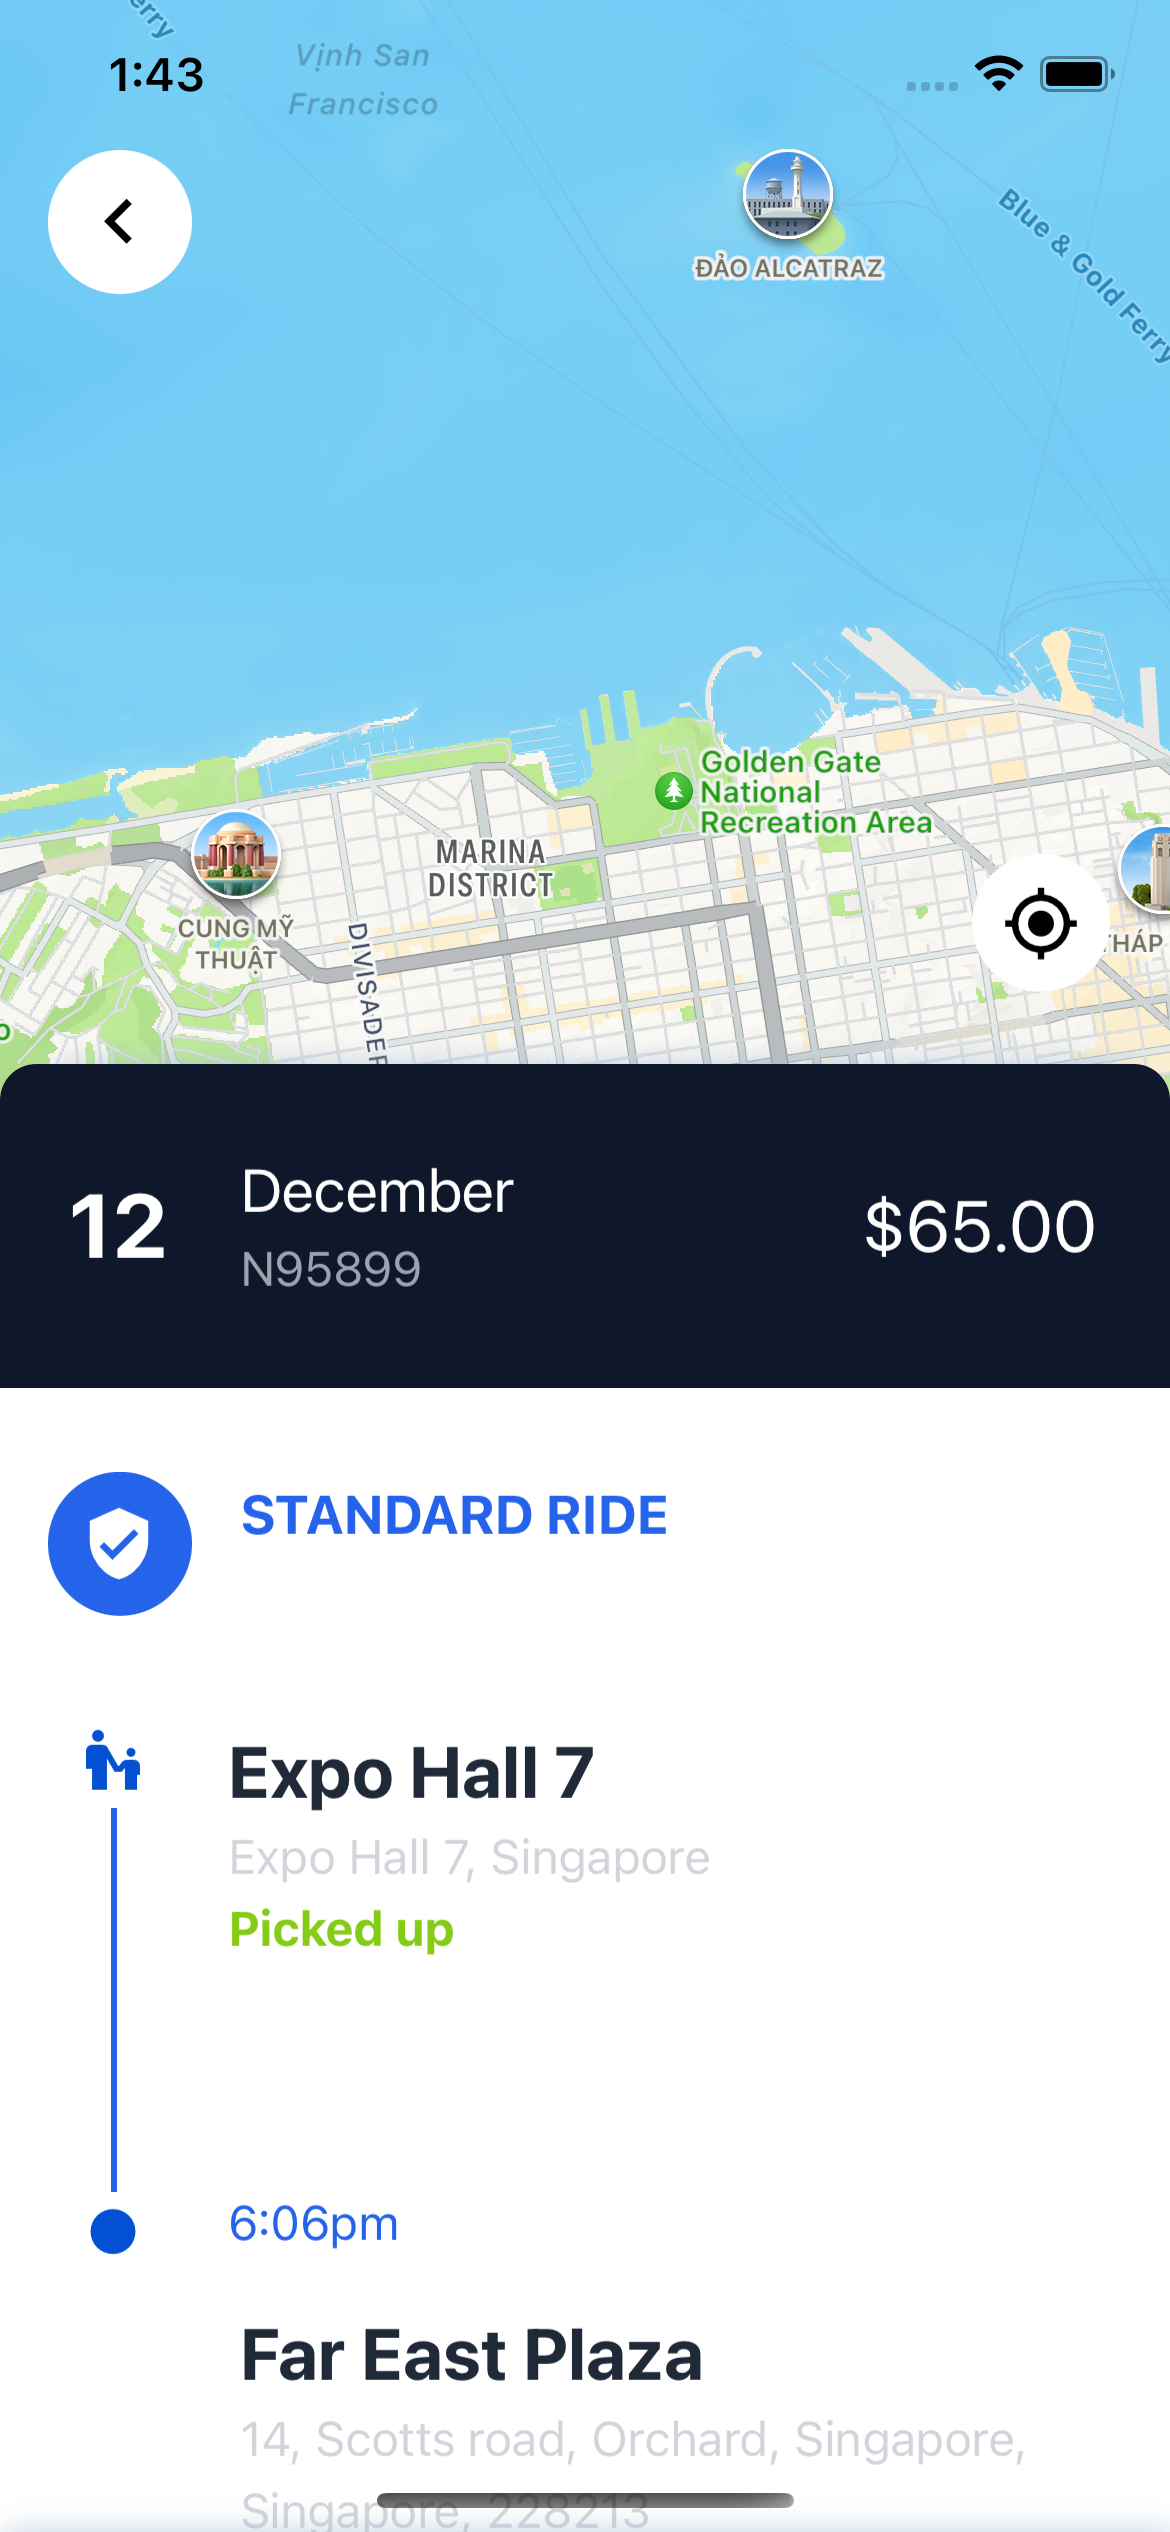 erry
1:43
Vịnh San
Francisco
ĐẢO ALCATRAZ
Blue & Gold Ferry
Golden Gate
National
Recreation Area
MARINA
DISTRICT
CUNG MỸ
THUẬT
DIVISADER
THÁP
o
12
December
N95899
$65.00
STANDARD RIDE
Expo Hall 7
Expo Hall 7, Singapore
Picked up
6:06pm
Far East Plaza
14, Scotts road, Orchard, Singapore,
Singapore, 228213